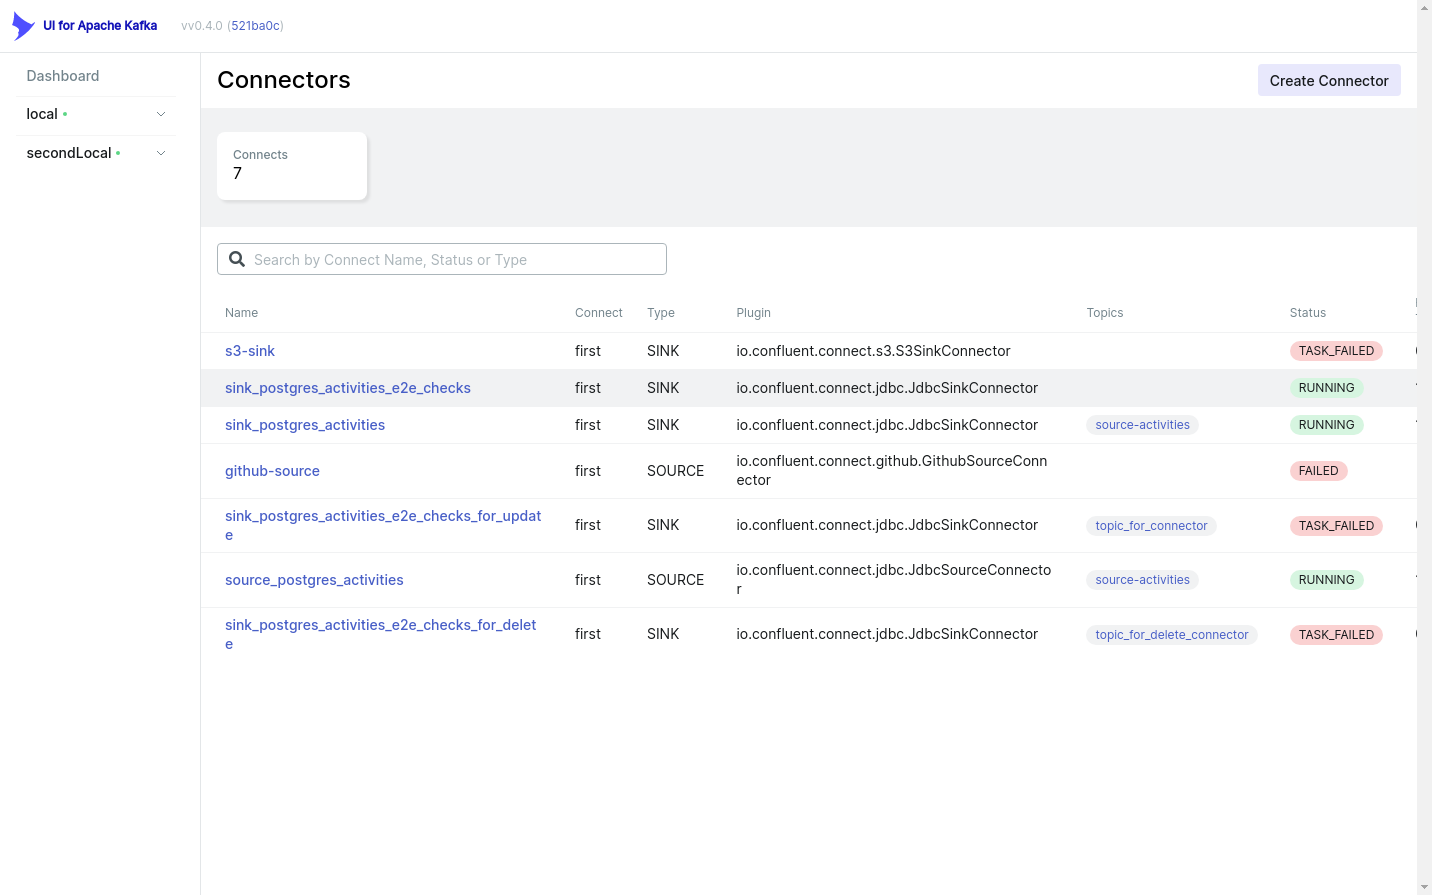 UI for Apache Kafka vv0.4.0 (521ba0c)
Dashboard
local
secondLocal
Connectors
Create Connector
Connects
7
Search by Connect Name, Status or Type
Name Connect Type Plugin Topics Status
s3-sink first SINK io.confluent.connect.s3.S3SinkConnector TASK_FAILED
sink_postgres_activities_e2e_checks first SINK io.confluent.connect.jdbc.JdbcSinkConnector RUNNING
sink_postgres_activities first SINK io.confluent.connect.jdbc.JdbcSinkConnector source-activities RUNNING
github-source first SOURCE io.confluent.connect.github.GithubSourceConn
ector FAILED
sink_postgres_activities_e2e_checks_for_updat
e first SINK io.confluent.connect.jdbc.JdbcSinkConnector topic_for_connector TASK_FAILED
source_postgres_activities first SOURCE io.confluent.connect.jdbc.JdbcSourceConnecto
r source-activities RUNNING
sink_postgres_activities_e2e_checks_for_delet
e first SINK io.confluent.connect.jdbc.JdbcSinkConnector topic_for_delete_connector TASK_FAILED